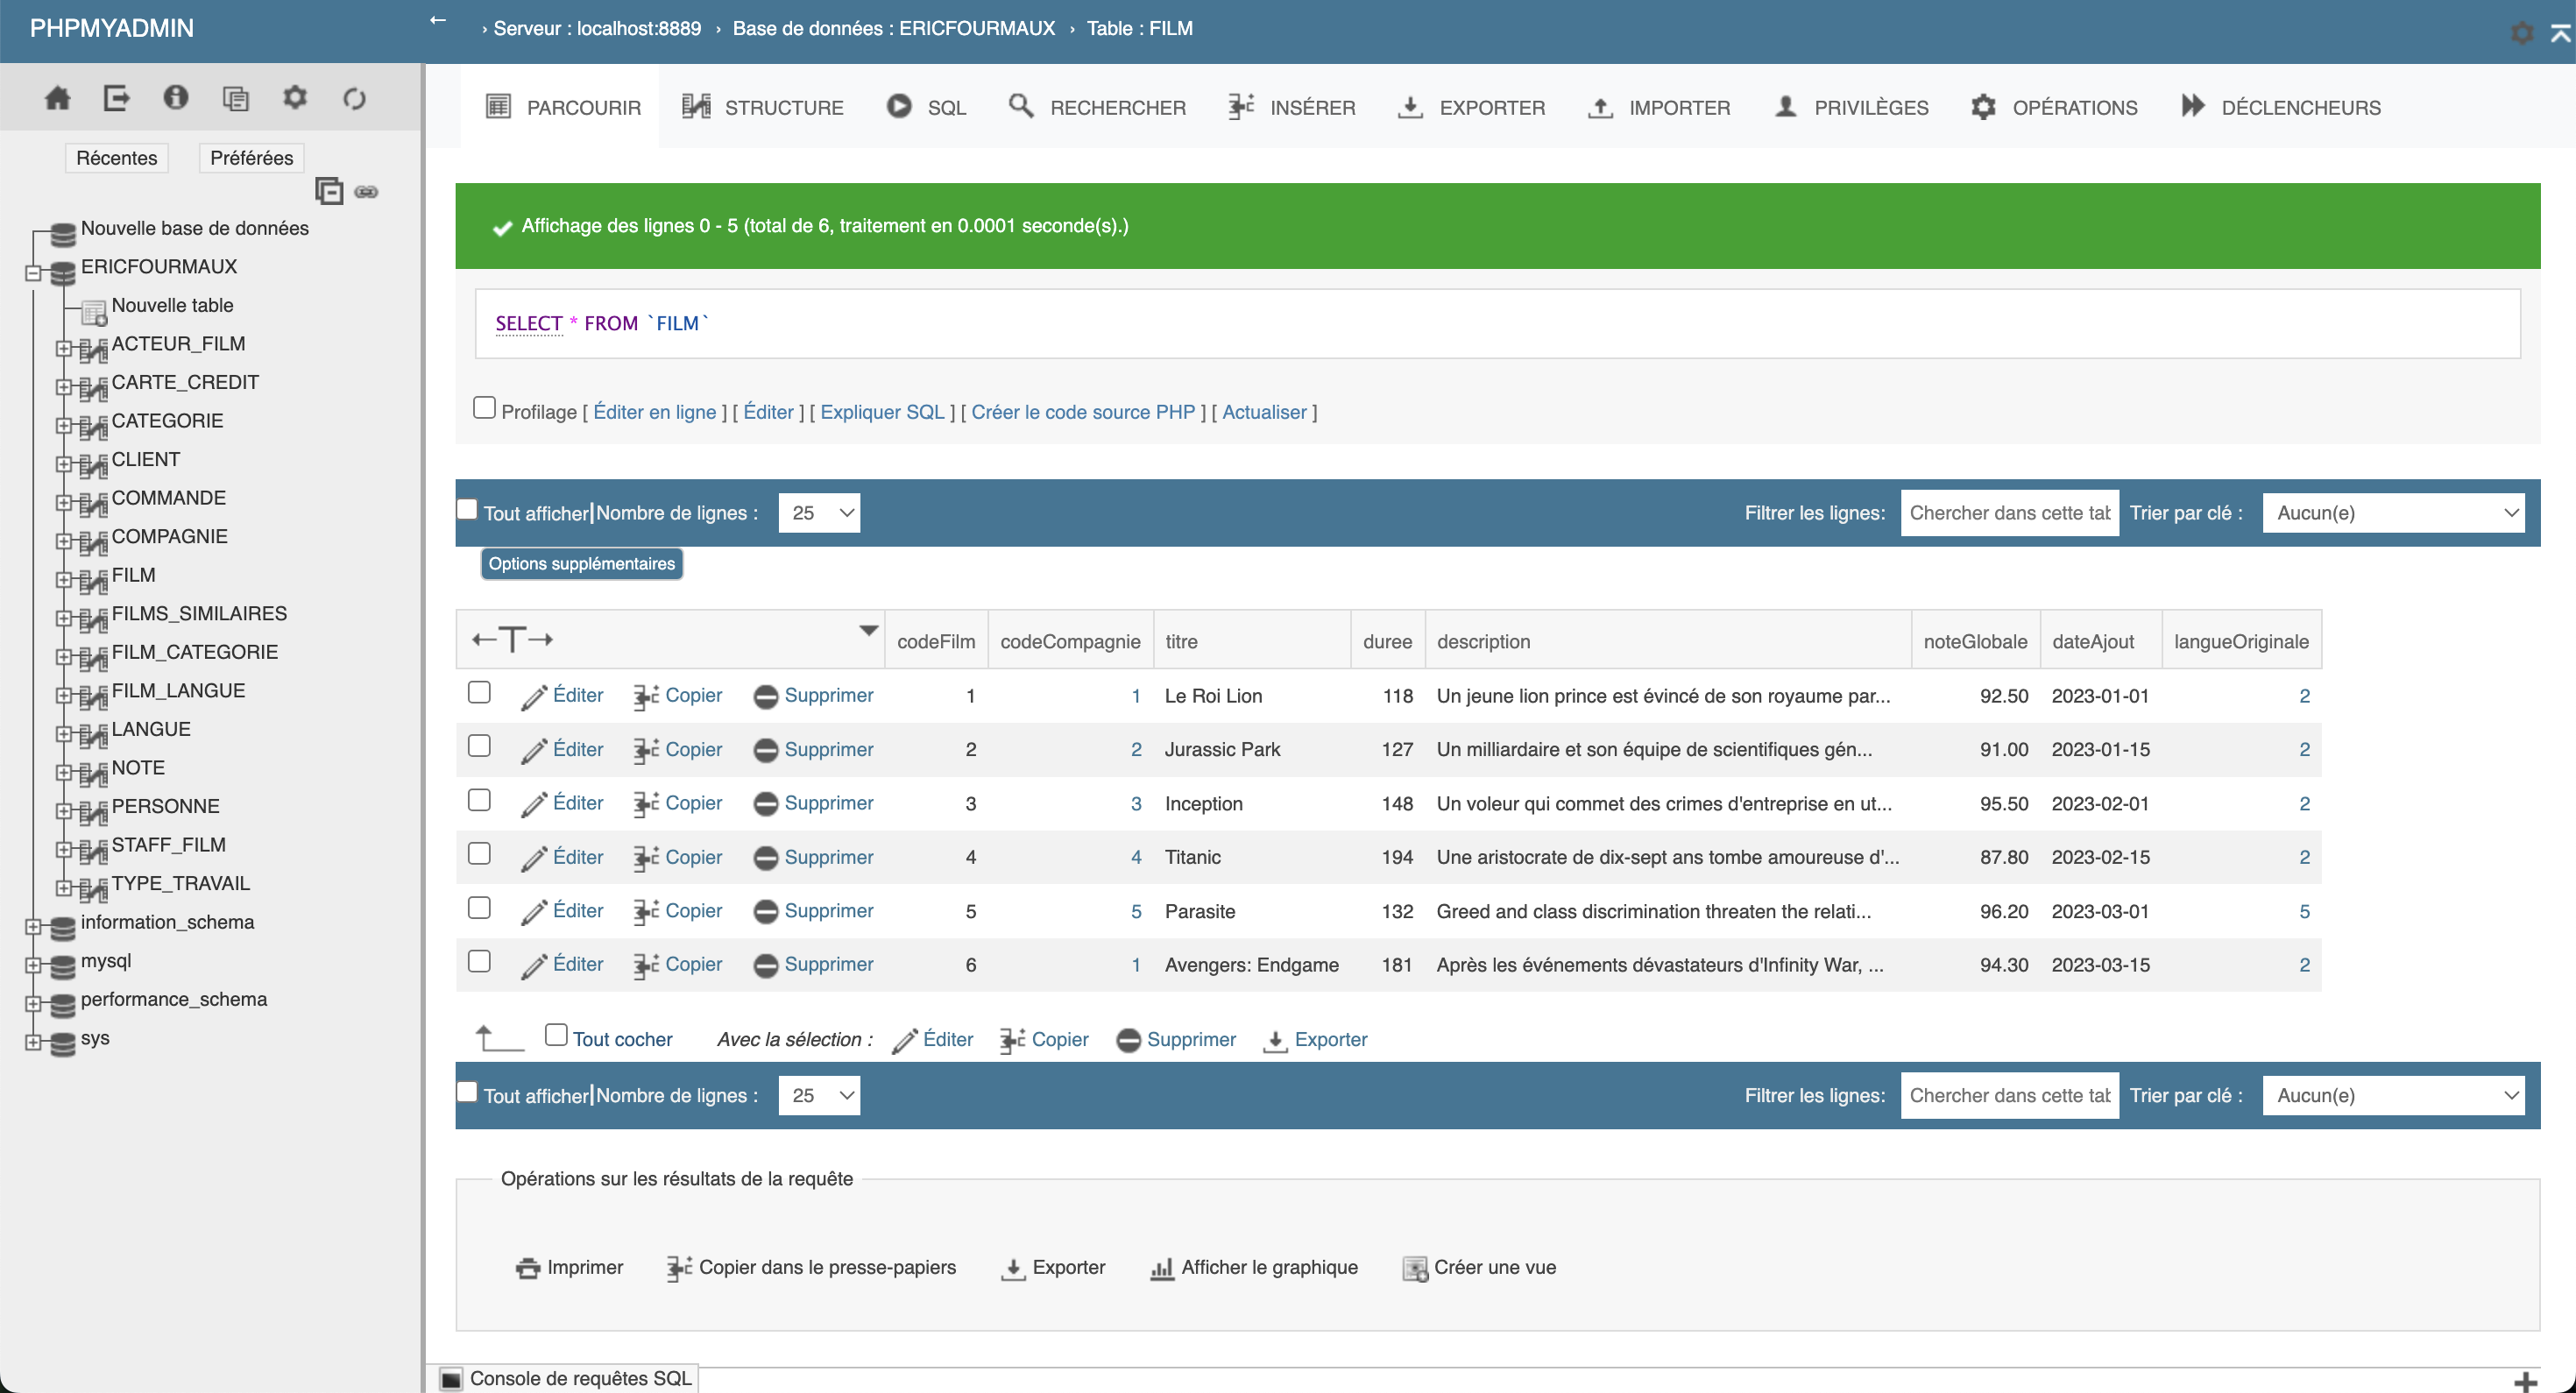 PHPMYADMIN
Récentes
Préférées
Nouvelle base de données
ERICFOURMAUX
Nouvelle table
ACTEUR_FILM
CARTE_CREDIT
CATEGORIE
CLIENT
COMMANDE
COMPAGNIE
FILM
FILMS_SIMILAIRES
FILM_CATEGORIE
FILM_LANGUE
LANGUE
NOTE
PERSONNE
STAFF_FILM
TYPE_TRAVAIL
information_schema
mysql
performance_schema
sys
← › Serveur : localhost:8889 › Base de données : ERICFOURMAUX › Table : FILM
PARCOURIR STRUCTURE SQL RECHERCHER INSÉRER EXPORTER IMPORTER PRIVILÈGES OPÉRATIONS DÉCLENCHEURS
Affichage des lignes 0 - 5 (total de 6, traitement en 0.0001 seconde(s).)
SELECT * FROM `FILM`
Profilage [ Éditer en ligne ] [ Éditer ] [ Expliquer SQL ] [ Créer le code source PHP ] [ Actualiser ]
Tout afficher | Nombre de lignes : 25 Filtrer les lignes: Chercher dans cette tab Trier par clé : Aucun(e)
Options supplémentaires
←T→ codeFilm codeCompagnie titre duree description noteGlobale dateAjout langueOriginale
Éditer Copier Supprimer 1 1 Le Roi Lion 118 Un jeune lion prince est évincé de son royaume par... 92.50 2023-01-01 2
Éditer Copier Supprimer 2 2 Jurassic Park 127 Un milliardaire et son équipe de scientifiques gén... 91.00 2023-01-15 2
Éditer Copier Supprimer 3 3 Inception 148 Un voleur qui commet des crimes d'entreprise en ut... 95.50 2023-02-01 2
Éditer Copier Supprimer 4 4 Titanic 194 Une aristocrate de dix-sept ans tombe amoureuse d'... 87.80 2023-02-15 2
Éditer Copier Supprimer 5 5 Parasite 132 Greed and class discrimination threaten the relati... 96.20 2023-03-01 5
Éditer Copier Supprimer 6 1 Avengers: Endgame 181 Après les événements dévastateurs d'Infinity War, ... 94.30 2023-03-15 2
Tout cocher Avec la sélection : Éditer Copier Supprimer Exporter
Tout afficher | Nombre de lignes : 25 Filtrer les lignes: Chercher dans cette tab Trier par clé : Aucun(e)
Opérations sur les résultats de la requête
Imprimer Copier dans le presse-papiers Exporter Afficher le graphique Créer une vue
Console de requêtes SQL